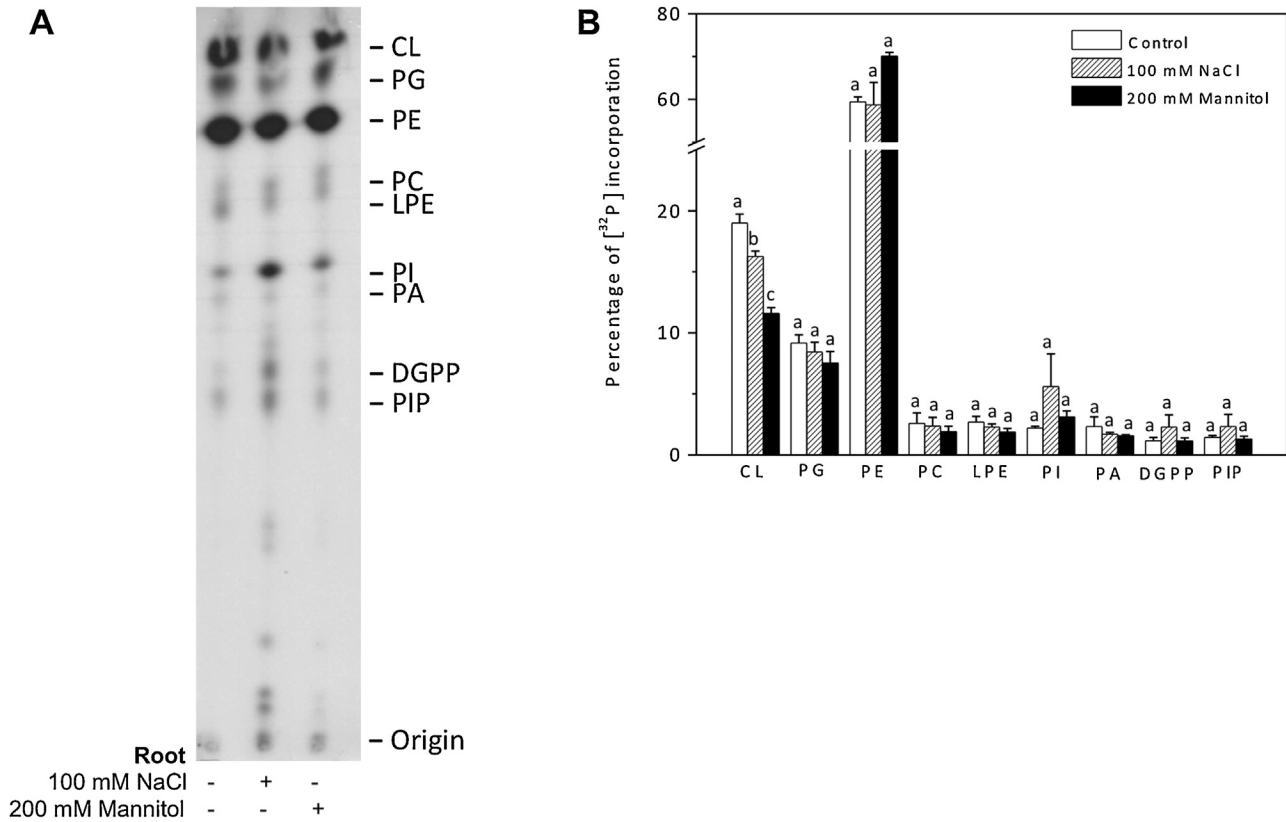 A
– CL
– PG
– PE
– PC
– LPE
– PI
– PA
– DGPP
– PIP
– Origin
Root
100 mM NaCl - + -
200 mM Mannitol - - +
B
Percentage of [³²P] incorporation
80
60
20
10
0
Control
100 mM NaCl
200 mM Mannitol
a b c
a a a
a a a
a a a
a a a
a a a
a a a
a a a
a a a
CL PG PE PC LPE PI PA DGPP PIP